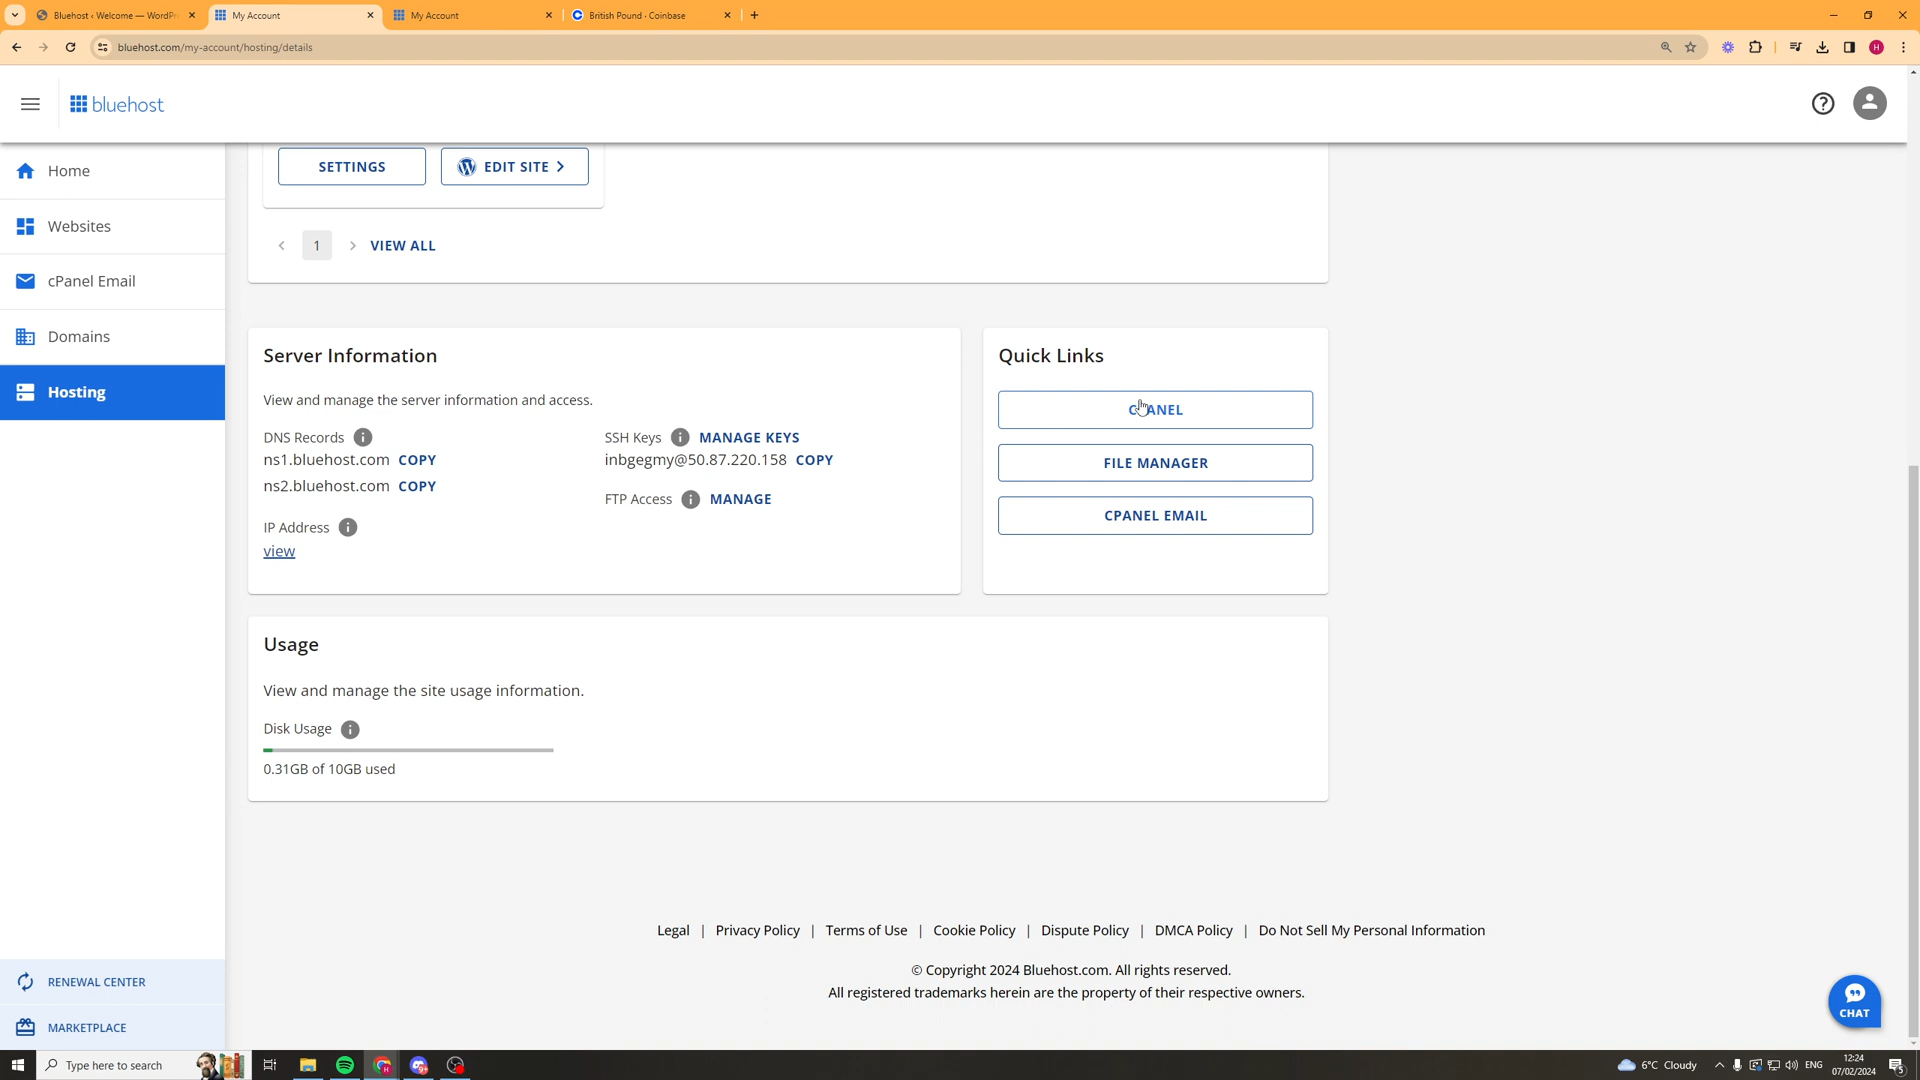 Bluehost ‹ Welcome — WordPr
My Account
My Account
British Pound - Coinbase
bluehost.com/my-account/hosting/details
H
bluehost
Home
Websites
cPanel Email
Domains
Hosting
RENEWAL CENTER
MARKETPLACE
SETTINGS
EDIT SITE
1
VIEW ALL
Server Information
View and manage the server information and access.
DNS Records
ns1.bluehost.com COPY
ns2.bluehost.com COPY
IP Address
view
SSH Keys MANAGE KEYS
inbgegmy@50.87.220.158 COPY
FTP Access MANAGE
Quick Links
CPANEL
FILE MANAGER
CPANEL EMAIL
Usage
View and manage the site usage information.
Disk Usage
0.31GB of 10GB used
Legal | Privacy Policy | Terms of Use | Cookie Policy | Dispute Policy | DMCA Policy | Do Not Sell My Personal Information
© Copyright 2024 Bluehost.com. All rights reserved.
All registered trademarks herein are the property of their respective owners.
CHAT
Type here to search
6°C Cloudy
ENG
12:24
07/02/2024
5